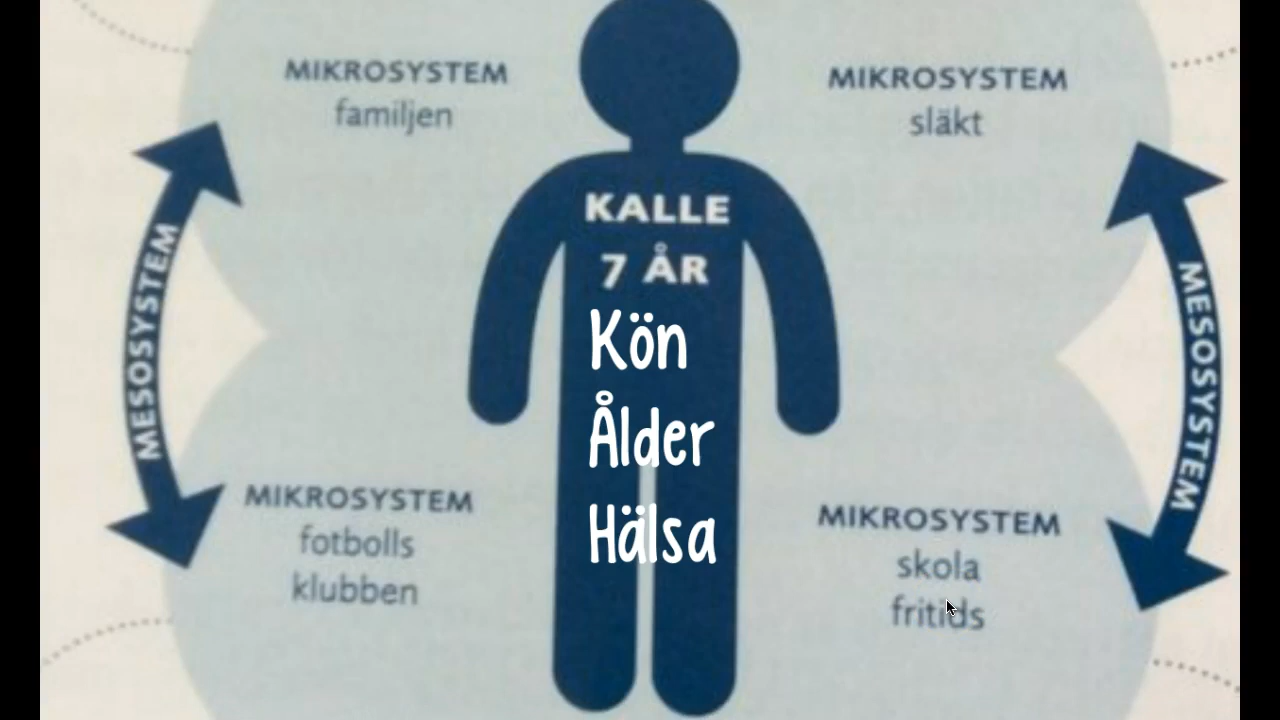 MIKROSYSTEM
familjen
MIKROSYSTEM
släkt
KALLE
7 ÅR
Kön
Ålder
Hälsa
MESOSYSTEM
MESOSYSTEM
MIKROSYSTEM
fotbolls
klubben
MIKROSYSTEM
skola
fritids